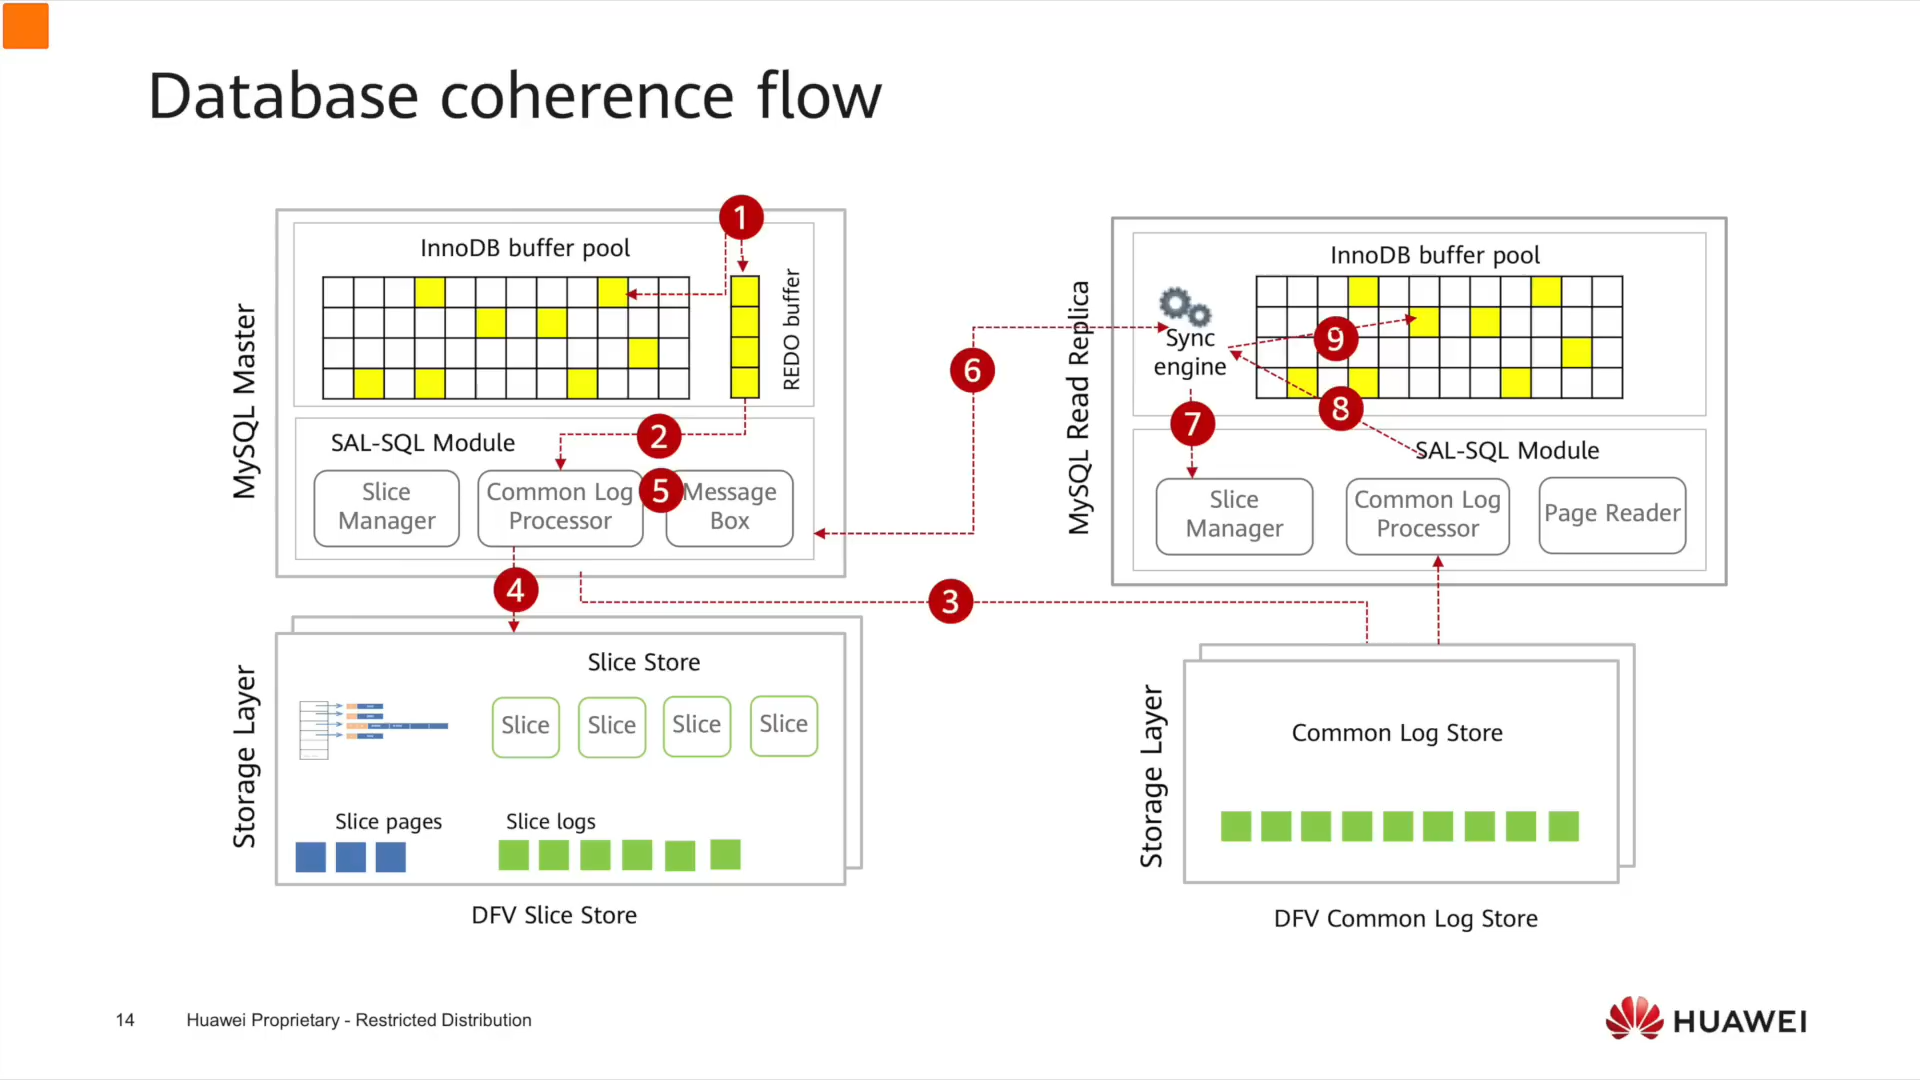 Database coherence flow
MySQL Master
InnoDB buffer pool
1
REDO buffer
SAL-SQL Module
2
Slice
Manager
Common Log
Processor
5
Message
Box
4
6
3
MySQL Read Replica
InnoDB buffer pool
Sync
engine
9
8
7
SAL-SQL Module
Slice
Manager
Common Log
Processor
Page Reader
Storage Layer
Slice Store
Slice
Slice
Slice
Slice
Slice pages
Slice logs
DFV Slice Store
Storage Layer
Common Log Store
DFV Common Log Store
14
Huawei Proprietary - Restricted Distribution
HUAWEI